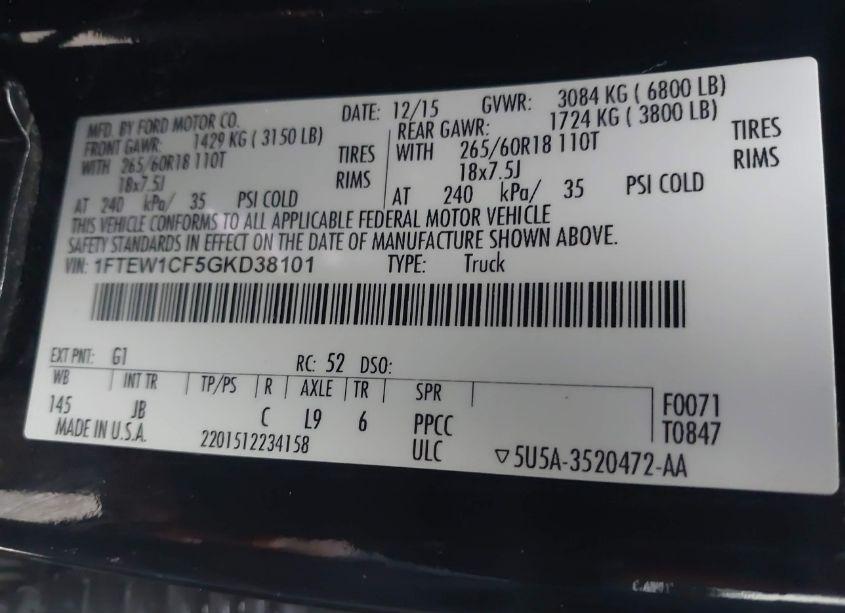 MFD. BY FORD MOTOR CO. DATE: 12/15 GVWR: 3084 KG ( 6800 LB)
FRONT GAWR: 1429 KG ( 3150 LB) REAR GAWR: 1724 KG ( 3800 LB)
WITH 265/60R18 110T TIRES WITH 265/60R18 110T TIRES
18x7.5J RIMS 18x7.5J RIMS
AT 240 kPa/ 35 PSI COLD AT 240 kPa/ 35 PSI COLD
THIS VEHICLE CONFORMS TO ALL APPLICABLE FEDERAL MOTOR VEHICLE
SAFETY STANDARDS IN EFFECT ON THE DATE OF MANUFACTURE SHOWN ABOVE.
VIN: 1FTEW1CF5GKD38101 TYPE: Truck
EXT PNT: G1 RC: 52 DSO:
WB INT TR TP/PS R AXLE TR SPR
145 JB C L9 6 PPCC F0071
MADE IN U.S.A. 2201512234158 ULC T0847
▽5U5A-3520472-AA